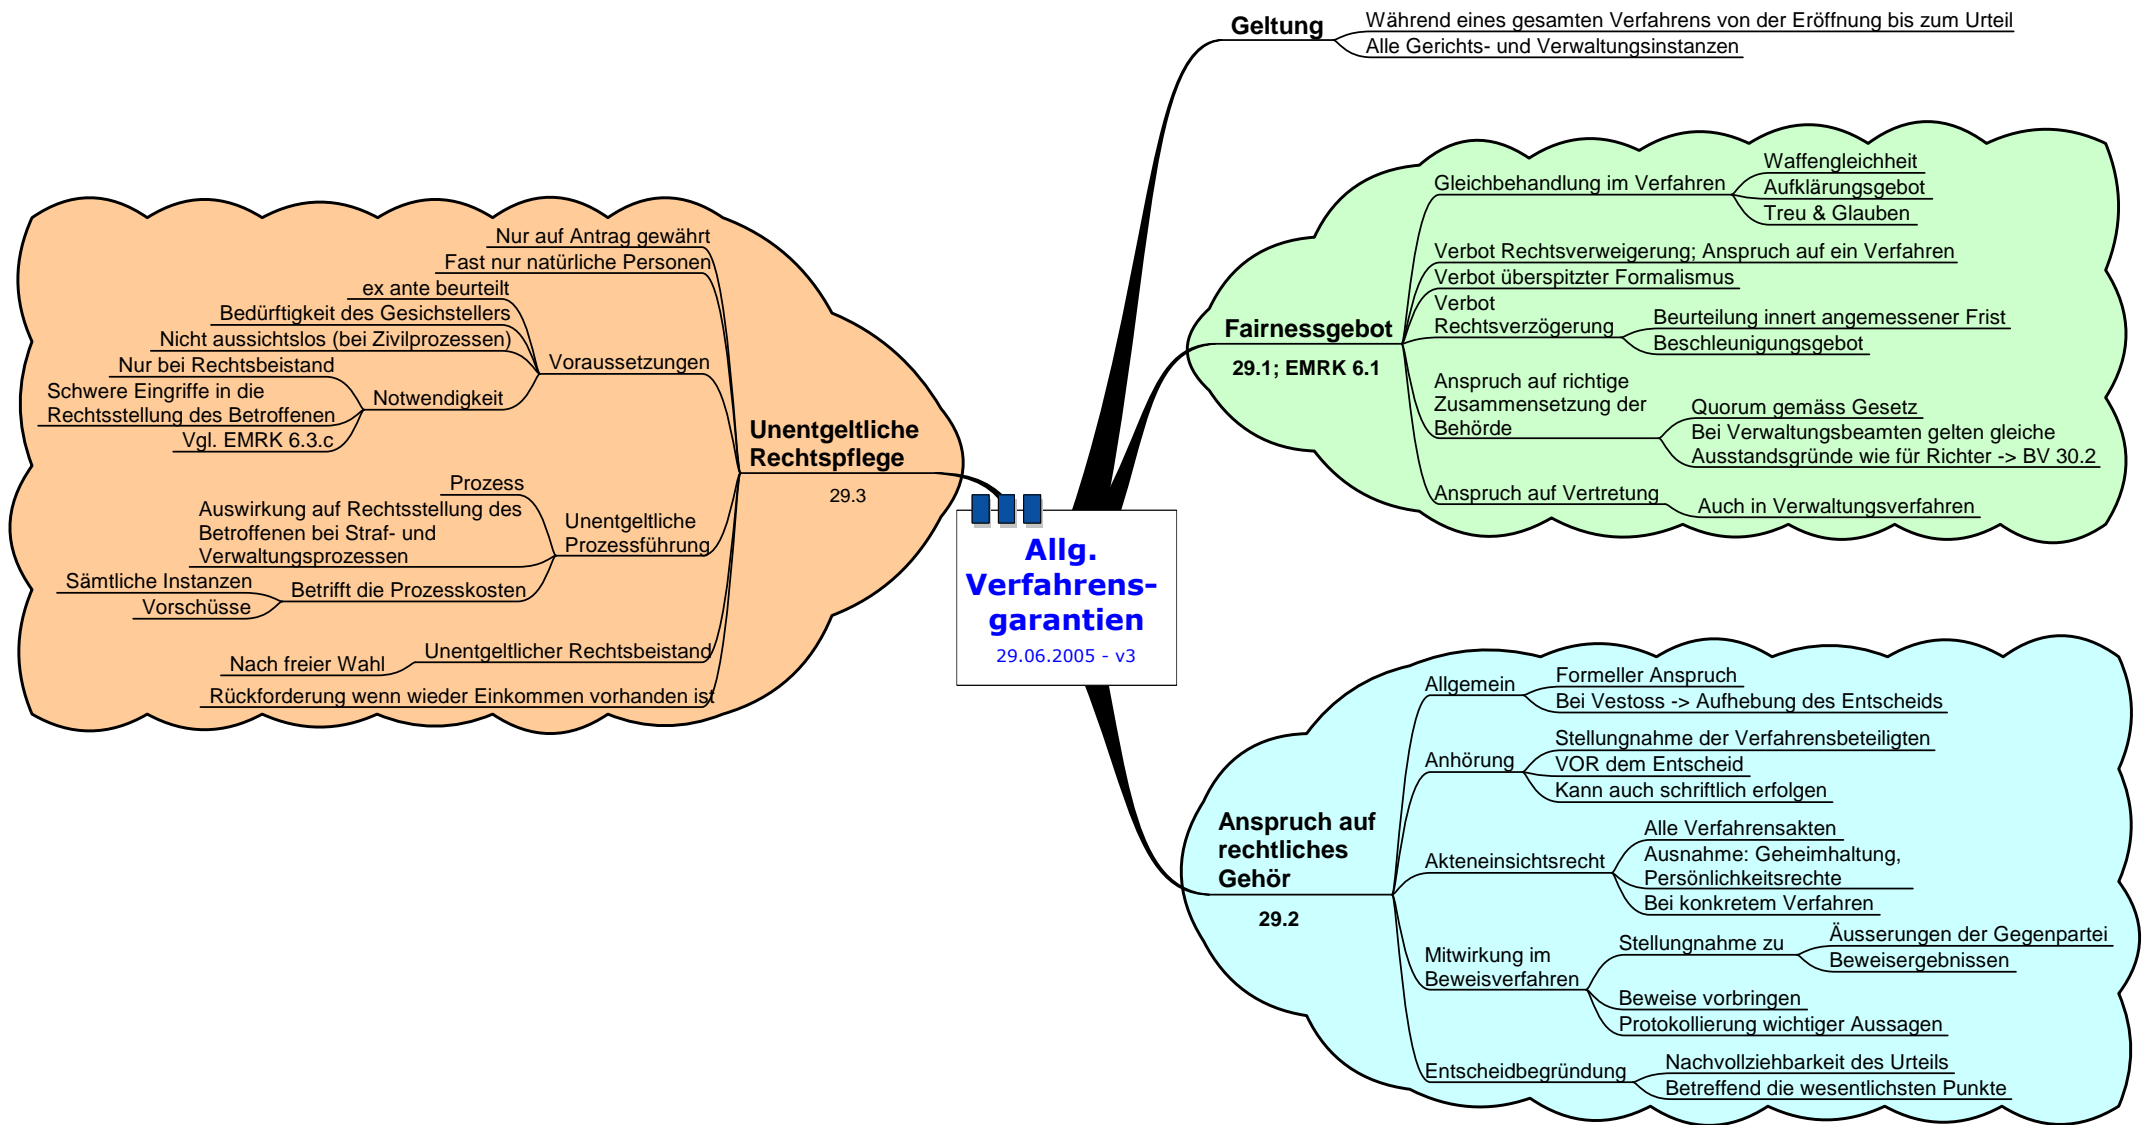 Allg.
Verfahrens-
garantien
29.06.2005 - v3
Geltung
Während eines gesamten Verfahrens von der Eröffnung bis zum Urteil
Alle Gerichts- und Verwaltungsinstanzen
Fairnessgebot
29.1; EMRK 6.1
Gleichbehandlung im Verfahren
Waffengleichheit
Aufklärungsgebot
Treu & Glauben
Verbot Rechtsverweigerung; Anspruch auf ein Verfahren
Verbot überspitzter Formalismus
Verbot
Rechtsverzögerung
Beurteilung innert angemessener Frist
Beschleunigungsgebot
Anspruch auf richtige
Zusammensetzung der
Behörde
Quorum gemäss Gesetz
Bei Verwaltungsbeamten gelten gleiche
Ausstandsgründe wie für Richter -> BV 30.2
Anspruch auf Vertretung
Auch in Verwaltungsverfahren
Anspruch auf
rechtliches
Gehör
29.2
Allgemein
Formeller Anspruch
Bei Vestoss -> Aufhebung des Entscheids
Anhörung
Stellungnahme der Verfahrensbeteiligten
VOR dem Entscheid
Kann auch schriftlich erfolgen
Akteneinsichtsrecht
Alle Verfahrensakten
Ausnahme: Geheimhaltung,
Persönlichkeitsrechte
Bei konkretem Verfahren
Mitwirkung im
Beweisverfahren
Stellungnahme zu
Äusserungen der Gegenpartei
Beweisergebnissen
Beweise vorbringen
Protokollierung wichtiger Aussagen
Entscheidbegründung
Nachvollziehbarkeit des Urteils
Betreffend die wesentlichsten Punkte
Unentgeltliche
Rechtspflege
29.3
Nur auf Antrag gewährt
Fast nur natürliche Personen
Voraussetzungen
ex ante beurteilt
Bedürftigkeit des Gesichstellers
Nicht aussichtslos (bei Zivilprozessen)
Notwendigkeit
Nur bei Rechtsbeistand
Schwere Eingriffe in die
Rechtsstellung des Betroffenen
Vgl. EMRK 6.3.c
Unentgeltliche
Prozessführung
Prozess
Auswirkung auf Rechtsstellung des
Betroffenen bei Straf- und
Verwaltungsprozessen
Betrifft die Prozesskosten
Sämtliche Instanzen
Vorschüsse
Unentgeltlicher Rechtsbeistand
Nach freier Wahl
Rückforderung wenn wieder Einkommen vorhanden ist